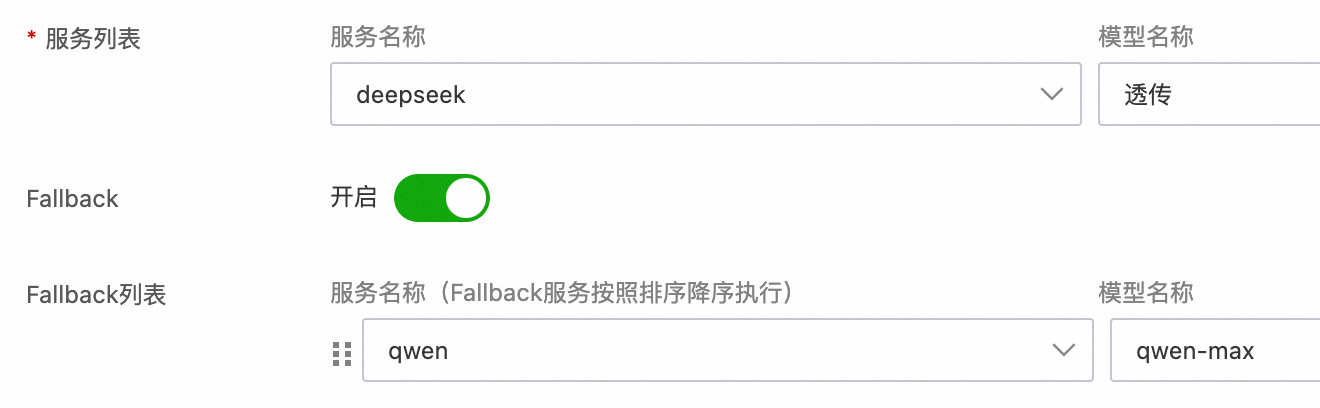 * 服务列表
服务名称
模型名称
deepseek
透传
Fallback
开启
Fallback列表
服务名称（Fallback服务按照排序降序执行）
模型名称
qwen
qwen-max